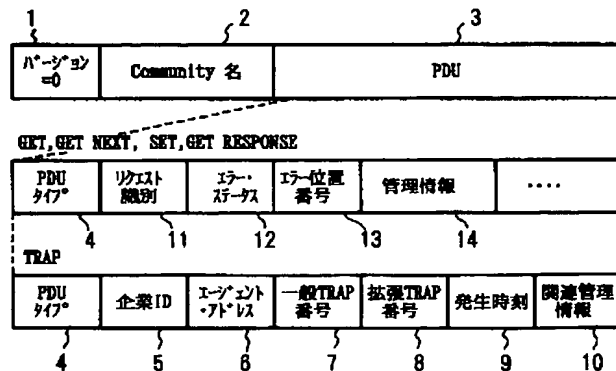 1 2 3
ﾊﾞｰｼﾞｮﾝ
=0
Community 名
PDU
GET,GET NEXT, SET,GET RESPONSE
PDU
ﾀｲﾌﾟ
ﾘｸｴｽﾄ
識別
ｴﾗｰ・
ｽﾃｰﾀｽ
ｴﾗｰ位置
番号
管理情報
‥‥
4 11 12 13 14
TRAP
PDU
ﾀｲﾌﾟ
企業ID
ｴｰｼﾞｪﾝﾄ
・ｱﾄﾞﾚｽ
一般TRAP
番号
拡張TRAP
番号
発生時刻
関連管理
情報
4 5 6 7 8 9 10